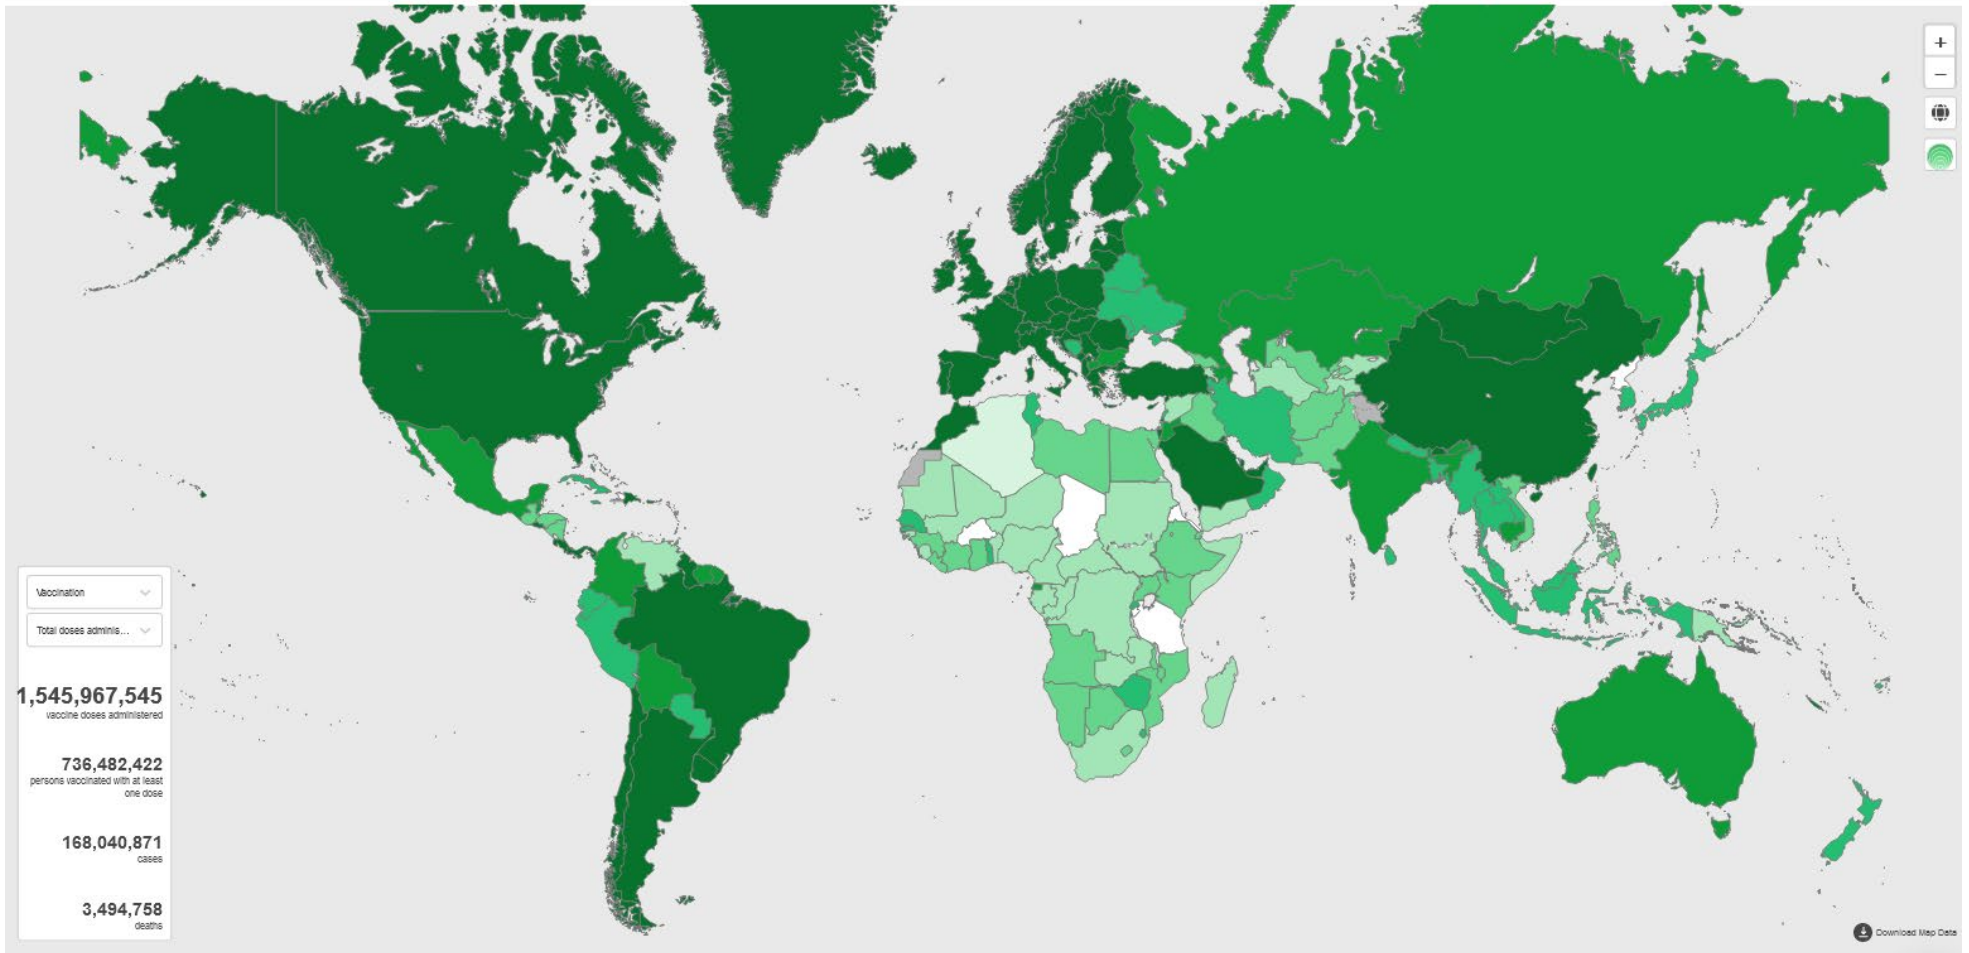 +
−
Vaccination
Total doses adminis...
1,545,967,545
vaccine doses administered
736,482,422
persons vaccinated with at least
one dose
168,040,871
cases
3,494,758
deaths
Download Map Data